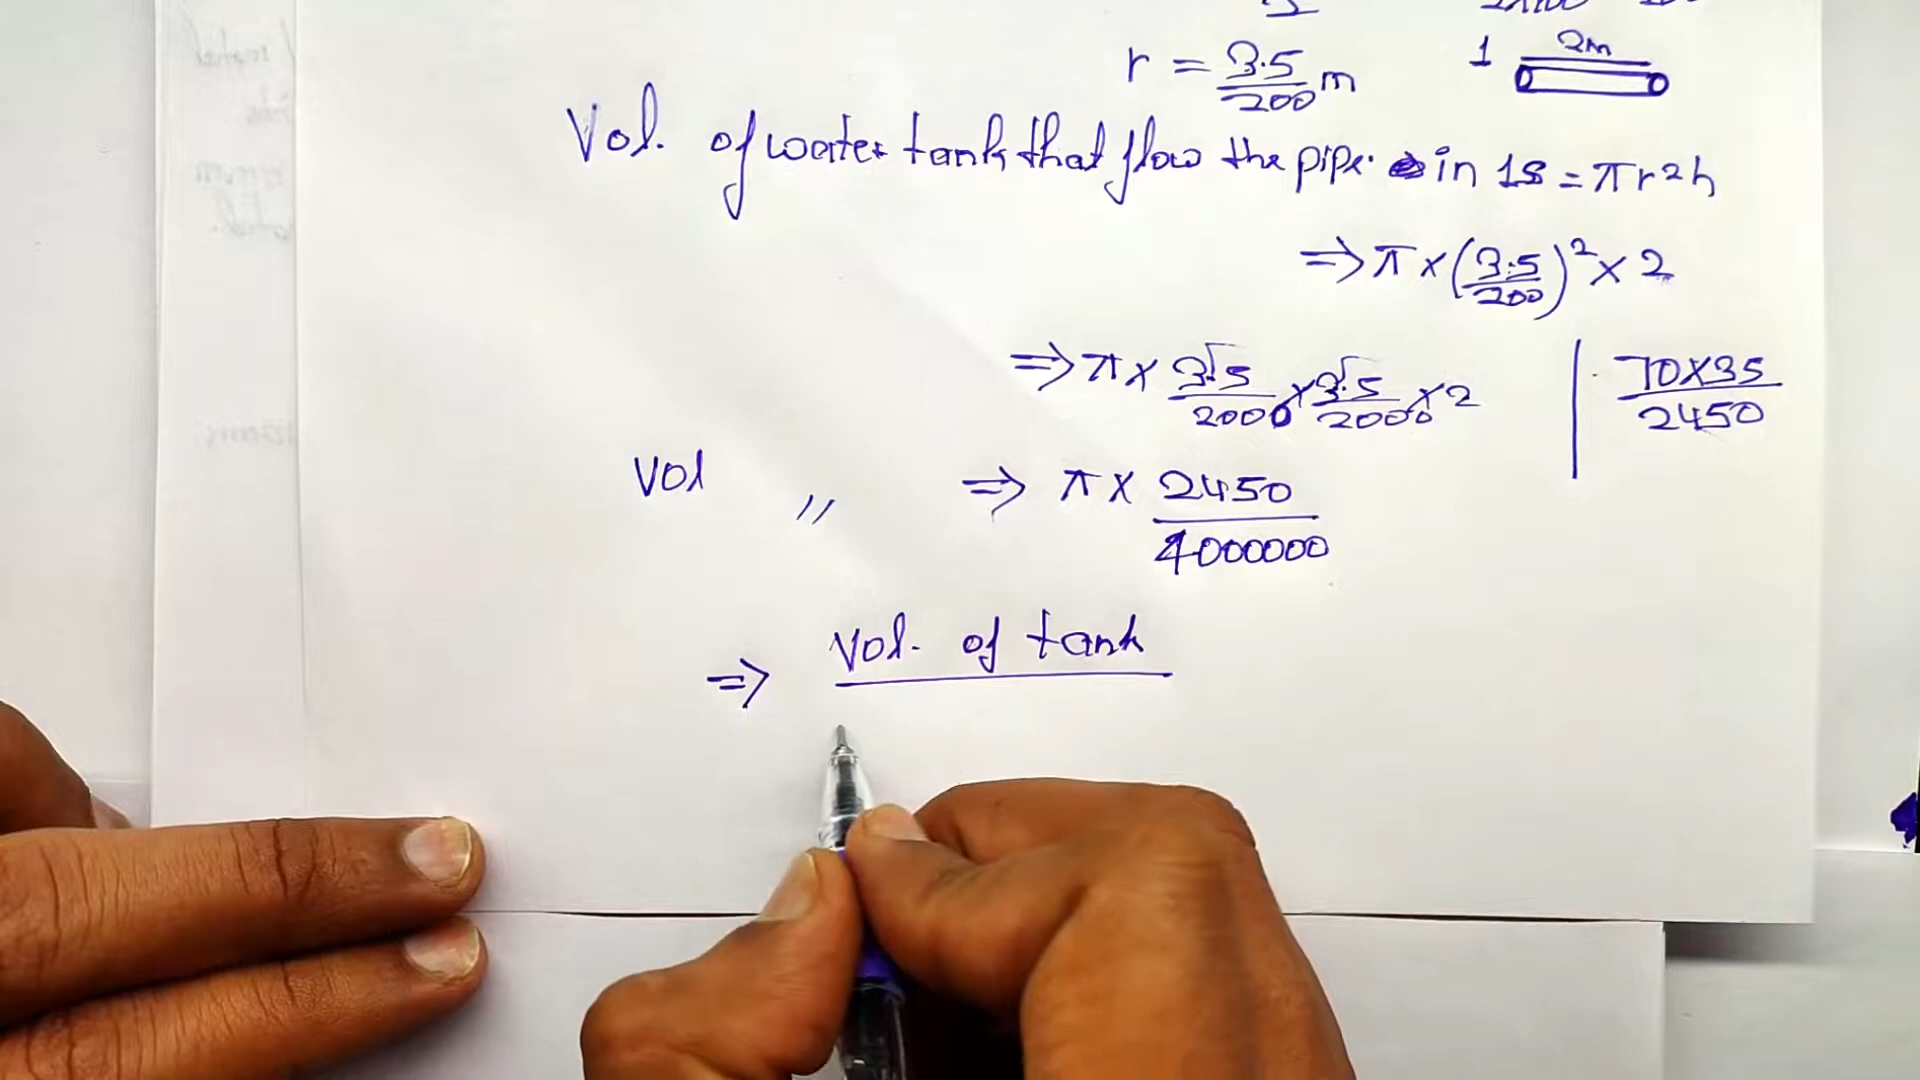 r = 3.5/200 m
1 2m
Vol. of water tank that flow the pipe in 1s = πr2h
⇒ π × (3.5/200)² × 2
⇒ π × 35/2000 × 35/2000 × 2
70×35
2450
Vol " ⇒ π × 2450/4000000
⇒ Vol. of tank